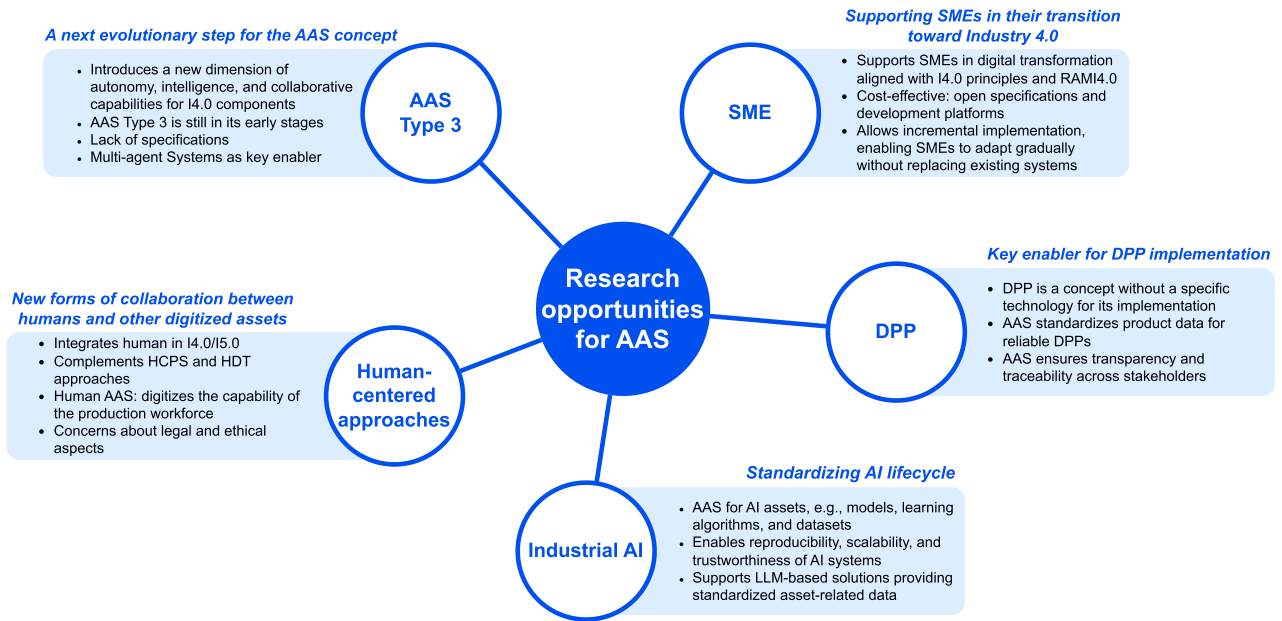 A next evolutionary step for the AAS concept
• Introduces a new dimension of
autonomy, intelligence, and collaborative
capabilities for I4.0 components
• AAS Type 3 is still in its early stages
• Lack of specifications
• Multi-agent Systems as key enabler
AAS
Type 3
Supporting SMEs in their transition
toward Industry 4.0
SME
• Supports SMEs in digital transformation
aligned with I4.0 principles and RAMI4.0
• Cost-effective: open specifications and
development platforms
• Allows incremental implementation,
enabling SMEs to adapt gradually
without replacing existing systems
Research
opportunities
for AAS
Key enabler for DPP implementation
DPP
• DPP is a concept without a specific
technology for its implementation
• AAS standardizes product data for
reliable DPPs
• AAS ensures transparency and
traceability across stakeholders
New forms of collaboration between
humans and other digitized assets
• Integrates human in I4.0/I5.0
• Complements HCPS and HDT
approaches
• Human AAS: digitizes the capability of
the production workforce
• Concerns about legal and ethical
aspects
Human-
centered
approaches
Standardizing AI lifecycle
Industrial AI
• AAS for AI assets, e.g., models, learning
algorithms, and datasets
• Enables reproducibility, scalability, and
trustworthiness of AI systems
• Supports LLM-based solutions providing
standardized asset-related data